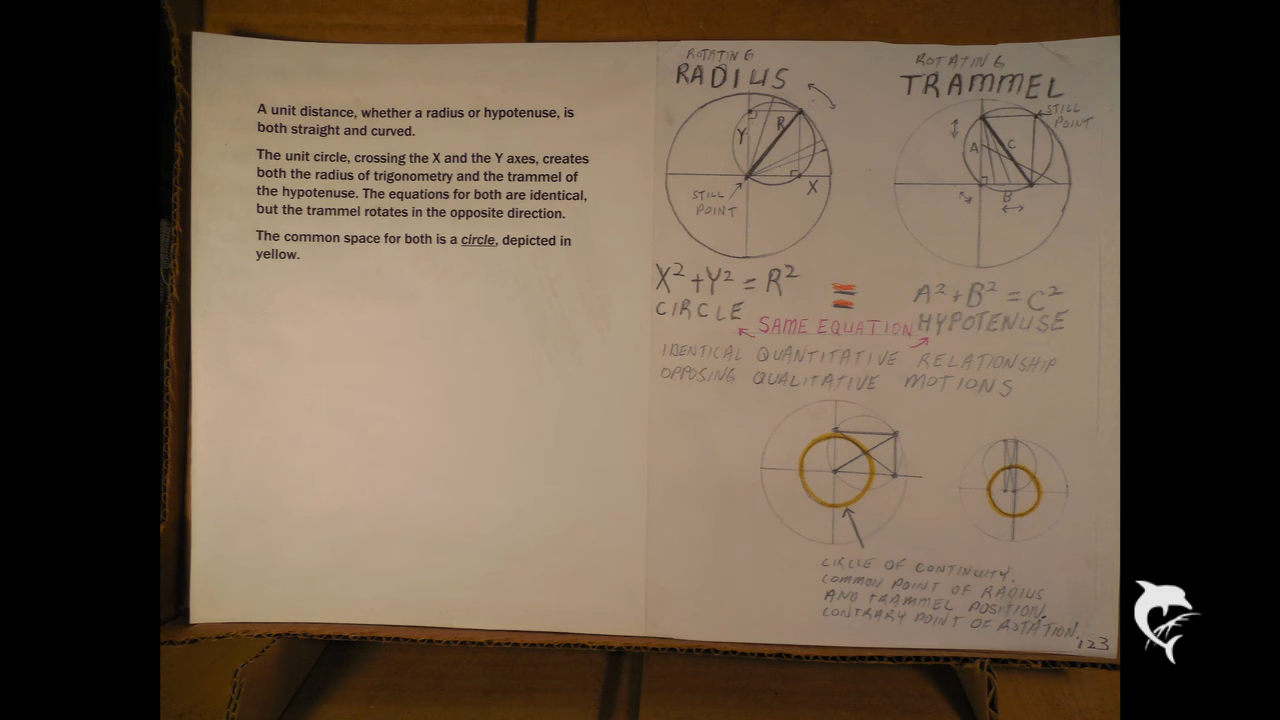 A unit distance, whether a radius or hypotenuse, is
both straight and curved.
The unit circle, crossing the X and the Y axes, creates
both the radius of trigonometry and the trammel of
the hypotenuse. The equations for both are identical,
but the trammel rotates in the opposite direction.
The common space for both is a circle, depicted in
yellow.
ROTATING
RADIUS
Y
R
X
STILL
POINT
X² + Y² = R²
CIRCLE
ROTATING
TRAMMEL
STILL
POINT
A
C
B
=
A² + B² = C²
HYPOTENUSE
SAME EQUATION
IDENTICAL QUANTITATIVE RELATIONSHIP
OPPOSING QUALITATIVE MOTIONS
CIRCLE OF CONTINUITY.
COMMON POINT OF RADIUS
AND TRAMMEL POSITION.
CONTRARY POINT OF ROTATION.
123